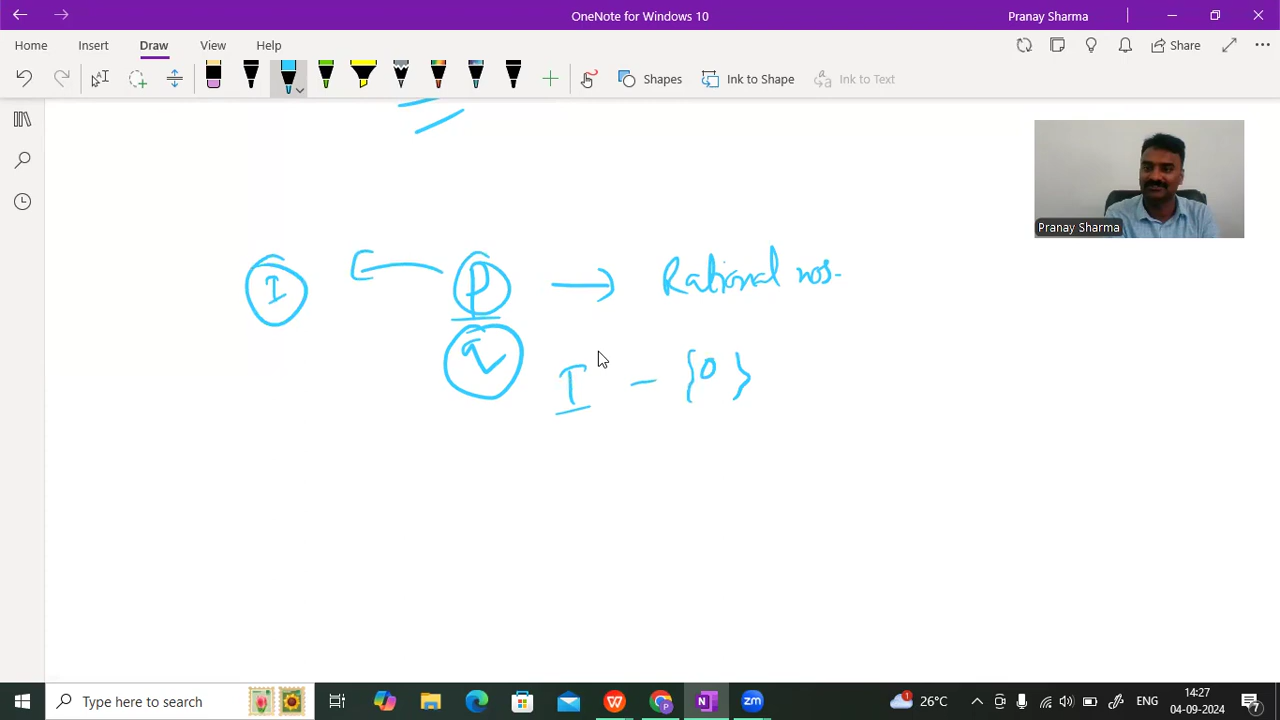 OneNote for Windows 10
Pranay Sharma
Home Insert Draw View Help
Share
Shapes
Ink to Shape
Ink to Text
Pranay Sharma
I
p
q
Rational nos.
I - {0}
Type here to search
26°C
ENG
14:27
04-09-2024